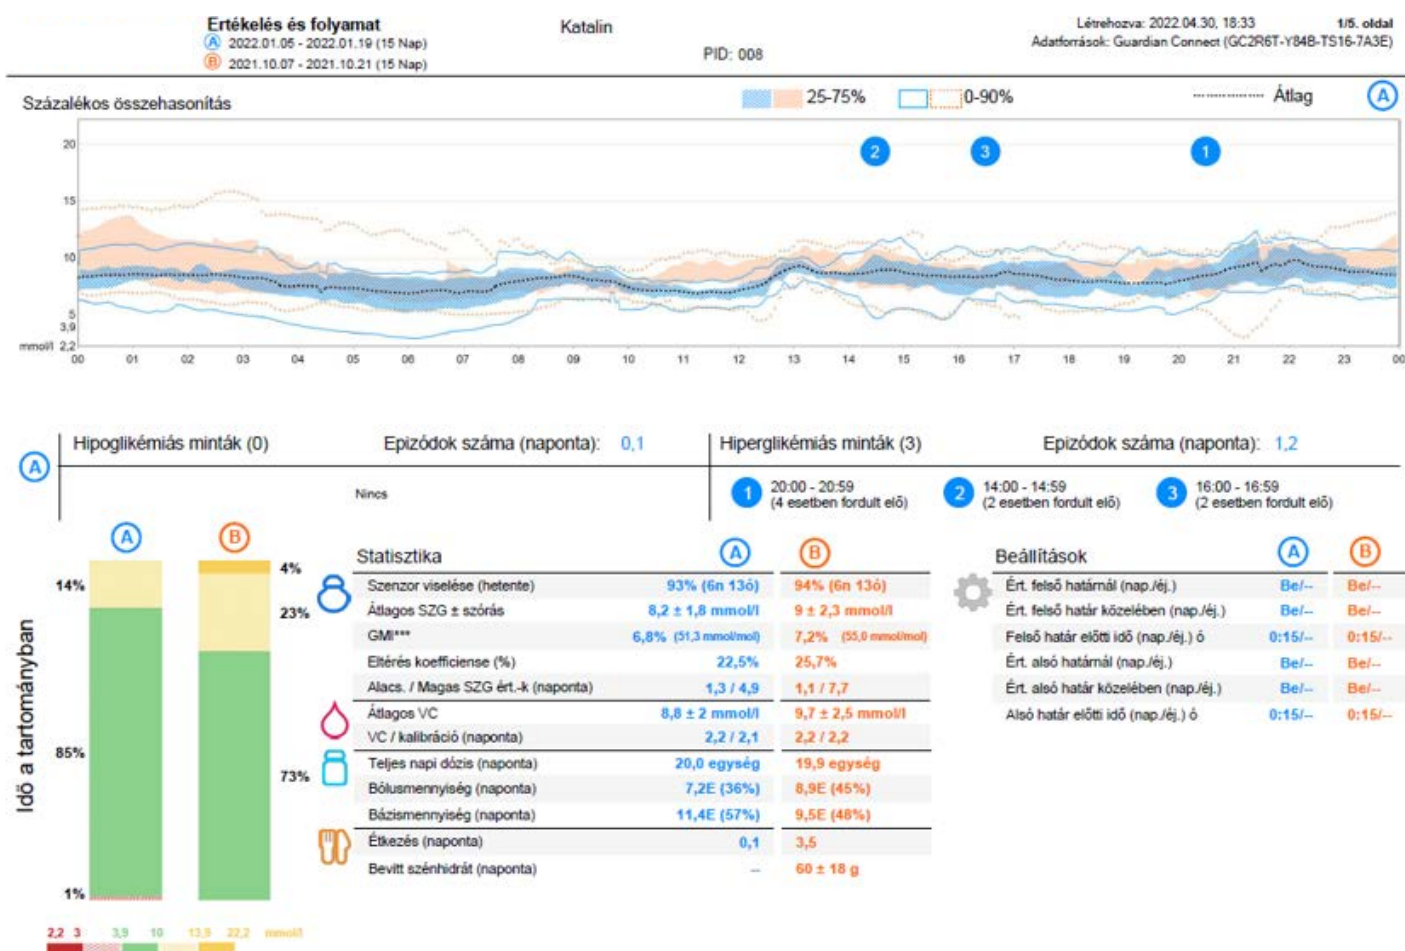 Értékelés és folyamat
A 2022.01.05 - 2022.01.19 (15 Nap)
B 2021.10.07 - 2021.10.21 (15 Nap)
Katalin
PID: 008
Létrehozva: 2022.04.30, 18:33 1/5. oldal
Adatforrások: Guardian Connect (GC2R6T-Y84B-TS16-7A3E)
Százalékos összehasonítás
25-75% 0-90% Átlag A
20
2 3 1
15
10
5
3,9
mmol/l 2,2
00 01 02 03 04 05 06 07 08 09 10 11 12 13 14 15 16 17 18 19 20 21 22 23 00
A
Hipoglikémiás minták (0) Epizódok száma (naponta): 0,1
Nincs
Hiperglikémiás minták (3) Epizódok száma (naponta): 1,2
1 20:00 - 20:59 (4 esetben fordult elő)
2 14:00 - 14:59 (2 esetben fordult elő)
3 16:00 - 16:59 (2 esetben fordult elő)
Idő a tartományban
A B
14%
85%
1%
4%
23%
73%
2,2 3 3,9 10 13,9 22,2 mmol/l
Statisztika A B
Szenzor viselése (hetente) 93% (6n 13ó) 94% (6n 13ó)
Átlagos SZG ± szórás 8,2 ± 1,8 mmol/l 9 ± 2,3 mmol/l
GMI*** 6,8% (51,3 mmol/mol) 7,2% (55,0 mmol/mol)
Eltérés koefficiense (%) 22,5% 25,7%
Alacs. / Magas SZG ért.-k (naponta) 1,3 / 4,9 1,1 / 7,7
Átlagos VC 8,8 ± 2 mmol/l 9,7 ± 2,5 mmol/l
VC / kalibráció (naponta) 2,2 / 2,1 2,2 / 2,2
Teljes napi dózis (naponta) 20,0 egység 19,9 egység
Bólusmennyiség (naponta) 7,2E (36%) 8,9E (45%)
Bázismennyiség (naponta) 11,4E (57%) 9,5E (48%)
Étkezés (naponta) 0,1 3,5
Bevitt szénhidrát (naponta) -- 60 ± 18 g
Beállítások A B
Ért. felső határnál (nap./éj.) Be/-- Be/--
Ért. felső határ közelében (nap./éj.) Be/-- Be/--
Felső határ előtti idő (nap./éj.) ó 0:15/-- 0:15/--
Ért. alsó határnál (nap./éj.) Be/-- Be/--
Ért. alsó határ közelében (nap./éj.) Be/-- Be/--
Alsó határ előtti idő (nap./éj.) ó 0:15/-- 0:15/--